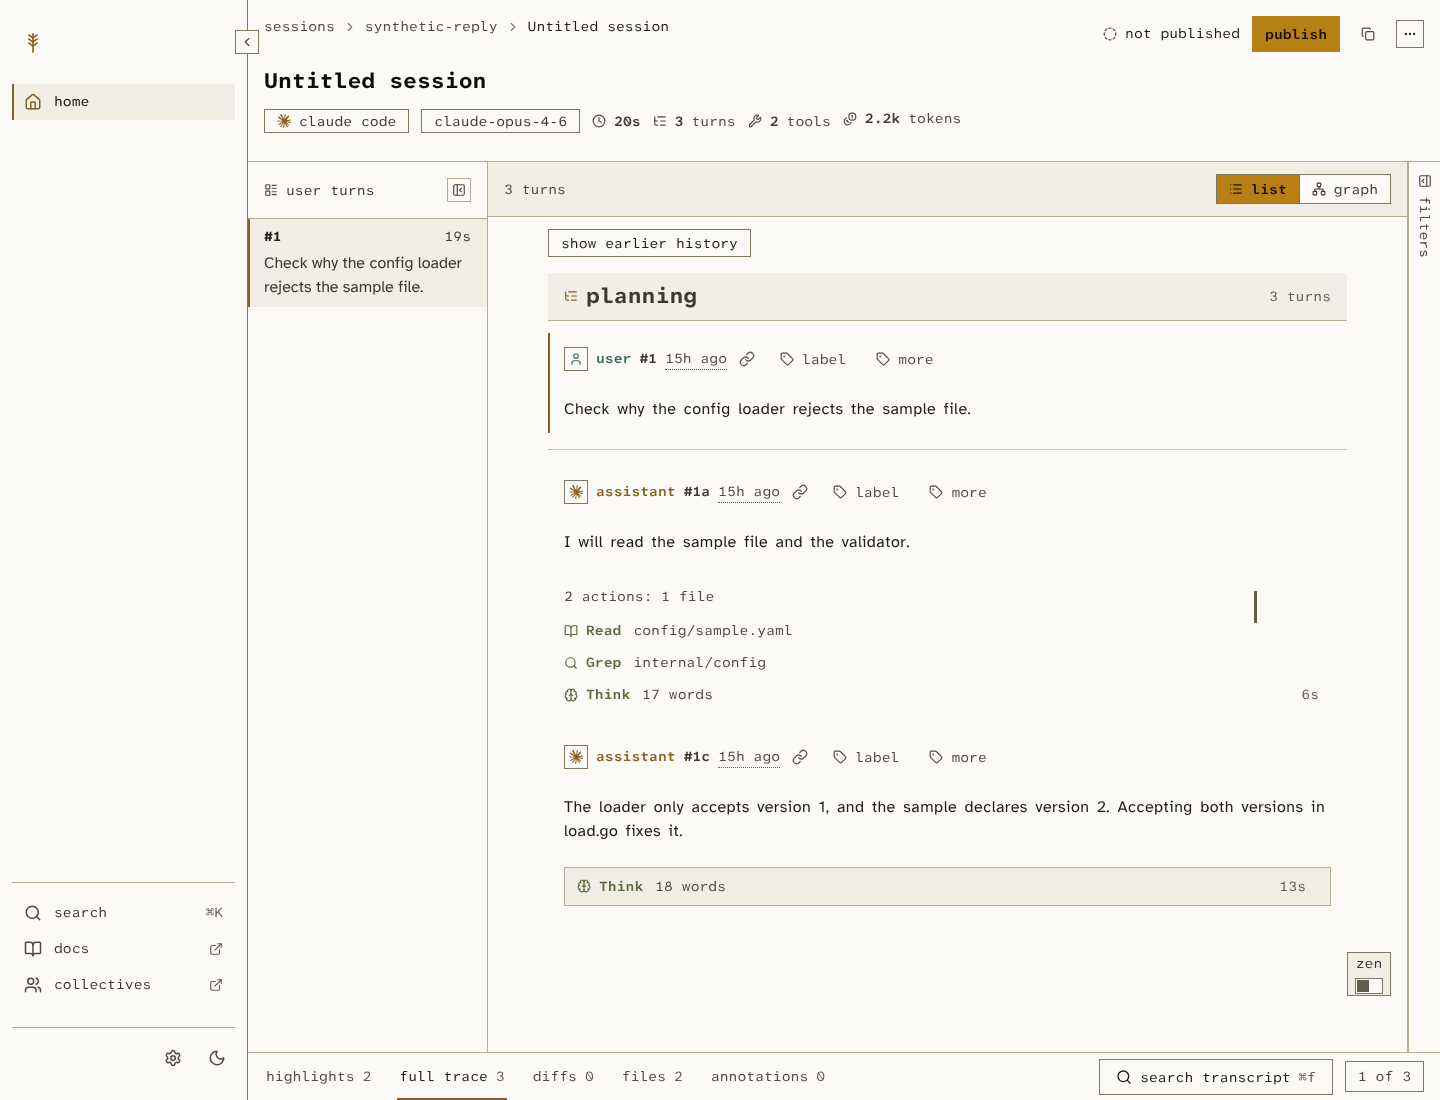 sessions > synthetic-reply > Untitled session
not published
publish
Untitled session
claude code
claude-opus-4-6
20s
3 turns
2 tools
2.2k tokens
home
user turns
#1 19s
Check why the config loader
rejects the sample file.
3 turns
list
graph
filters
show earlier history
planning
3 turns
user #1 15h ago label more
Check why the config loader rejects the sample file.
assistant #1a 15h ago label more
I will read the sample file and the validator.
2 actions: 1 file
Read config/sample.yaml
Grep internal/config
Think 17 words 6s
assistant #1c 15h ago label more
The loader only accepts version 1, and the sample declares version 2. Accepting both versions in
load.go fixes it.
Think 18 words 13s
zen
search ⌘K
docs
collectives
highlights 2
full trace 3
diffs 0
files 2
annotations 0
search transcript ⌘f
1 of 3